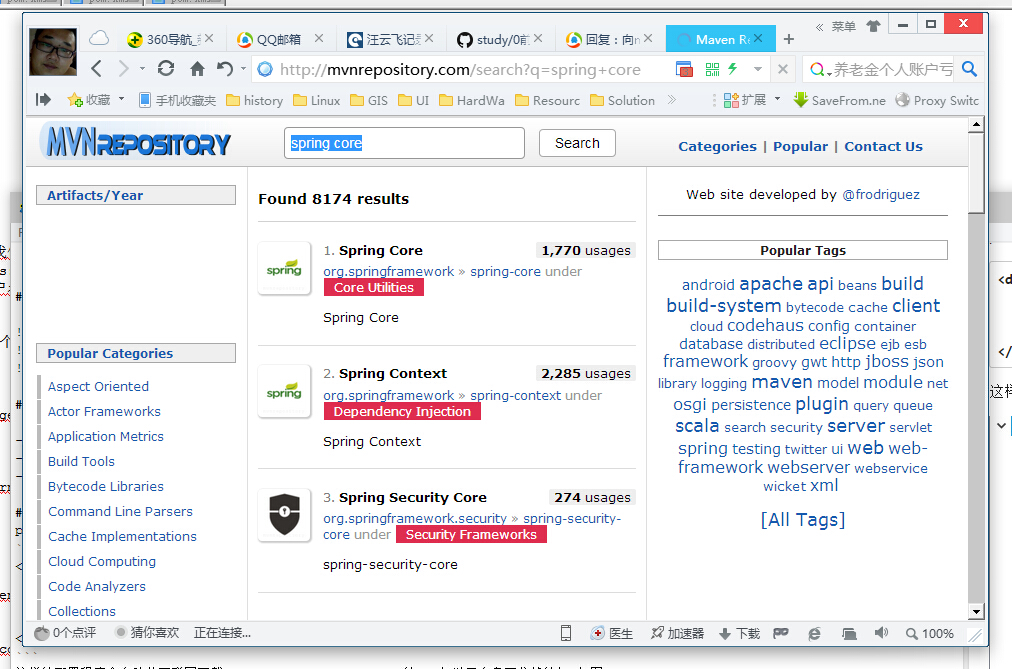 360导航_
QQ邮箱
汪云飞记
study/0前
回复：向n
Maven Re
菜单
http://mvnrepository.com/search?q=spring+core
养老金个人账户亏
收藏
手机收藏夹
history
Linux
GIS
UI
HardWa
Resourc
Solution
扩展
SaveFrom.ne
Proxy Switc
MVNREPOSITORY
spring core
Search
Categories | Popular | Contact Us
Artifacts/Year
Popular Categories
Aspect Oriented
Actor Frameworks
Application Metrics
Build Tools
Bytecode Libraries
Command Line Parsers
Cache Implementations
Cloud Computing
Code Analyzers
Collections
Found 8174 results
spring
1. Spring Core
1,770 usages
org.springframework » spring-core under
Core Utilities
Spring Core
spring
2. Spring Context
2,285 usages
org.springframework » spring-context under
Dependency Injection
Spring Context
3. Spring Security Core
274 usages
org.springframework.security » spring-security-
core under Security Frameworks
spring-security-core
Web site developed by @frodriguez
Popular Tags
android apache api beans build
build-system bytecode cache client
cloud codehaus config container
database distributed eclipse ejb esb
framework groovy gwt http jboss json
library logging maven model module net
osgi persistence plugin query queue
scala search security server servlet
spring testing twitter ui web web-
framework webserver webservice
wicket xml
[All Tags]
0个点评
猜你喜欢
正在连接...
医生
加速器
下载
100%
<d
</
这样